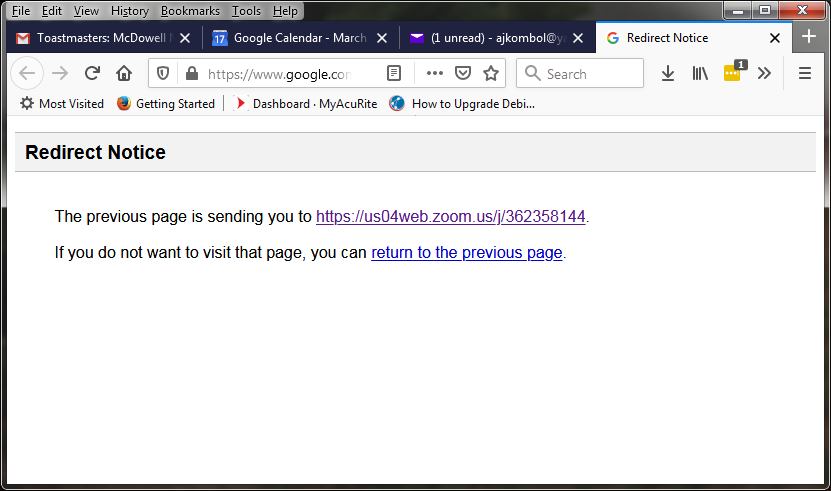 File Edit View History Bookmarks Tools Help
Toastmasters: McDowell Google Calendar - March (1 unread) - ajkombol@y Redirect Notice
17 https://www.google.com Search 1
Most Visited Getting Started Dashboard · MyAcuRite How to Upgrade Debi...
Redirect Notice
The previous page is sending you to https://us04web.zoom.us/j/362358144.
If you do not want to visit that page, you can return to the previous page.